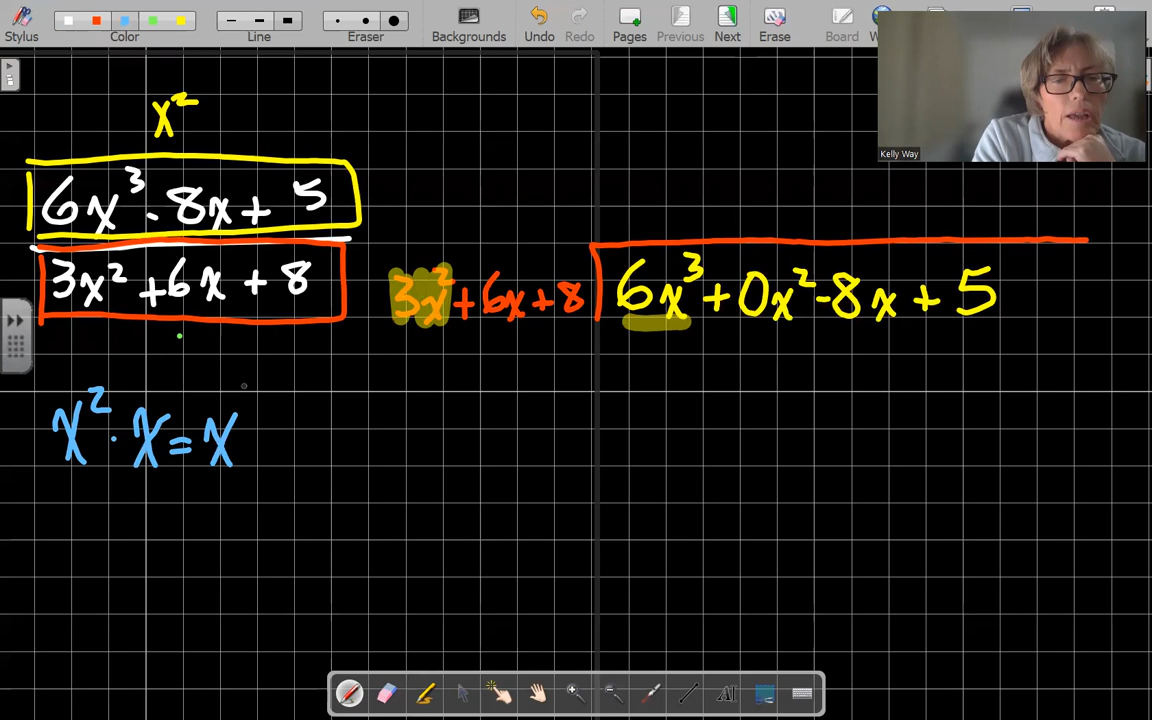 Stylus Color Line Eraser Backgrounds Undo Redo Pages Previous Next Erase Board
Kelly Way
x²
6x³ - 8x + 5
3x² + 6x + 8
3x² + 6x + 8 6x³ + 0x² - 8x + 5
x² · x = x
AI